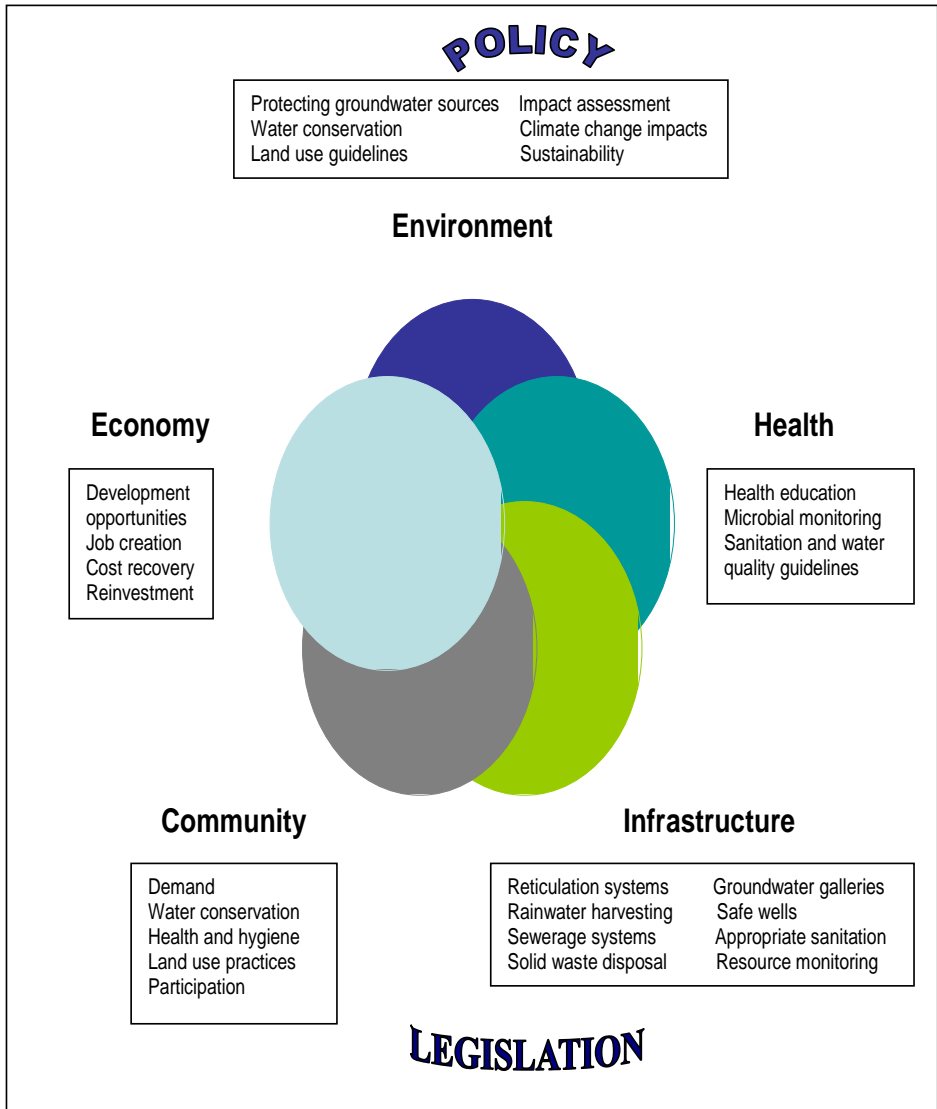 POLICY
Protecting groundwater sources Impact assessment
Water conservation Climate change impacts
Land use guidelines Sustainability
Environment
Economy
Development
opportunities
Job creation
Cost recovery
Reinvestment
Health
Health education
Microbial monitoring
Sanitation and water
quality guidelines
Community
Demand
Water conservation
Health and hygiene
Land use practices
Participation
Infrastructure
Reticulation systems Groundwater galleries
Rainwater harvesting Safe wells
Sewerage systems Appropriate sanitation
Solid waste disposal Resource monitoring
LEGISLATION